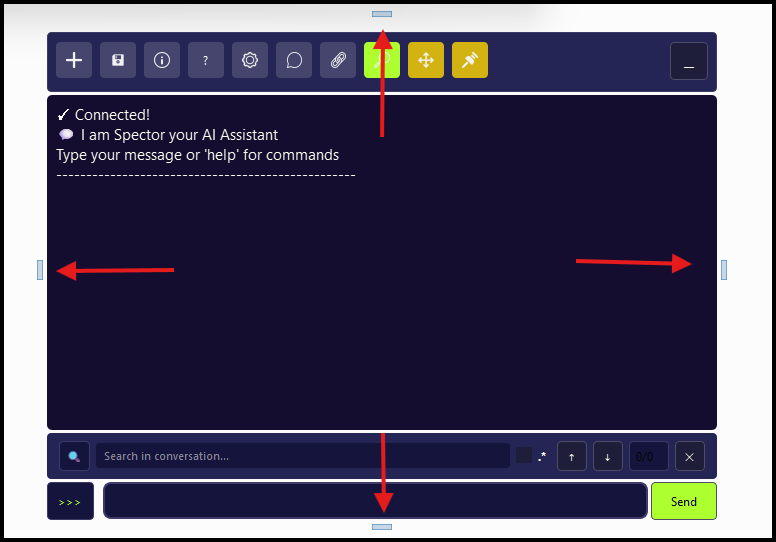 ?
_
✓ Connected!
💬 I am Spector your AI Assistant
Type your message or 'help' for commands
--------------------------------------------------
Search in conversation... .* ↑ ↓ 0/0 ×
>>> Send